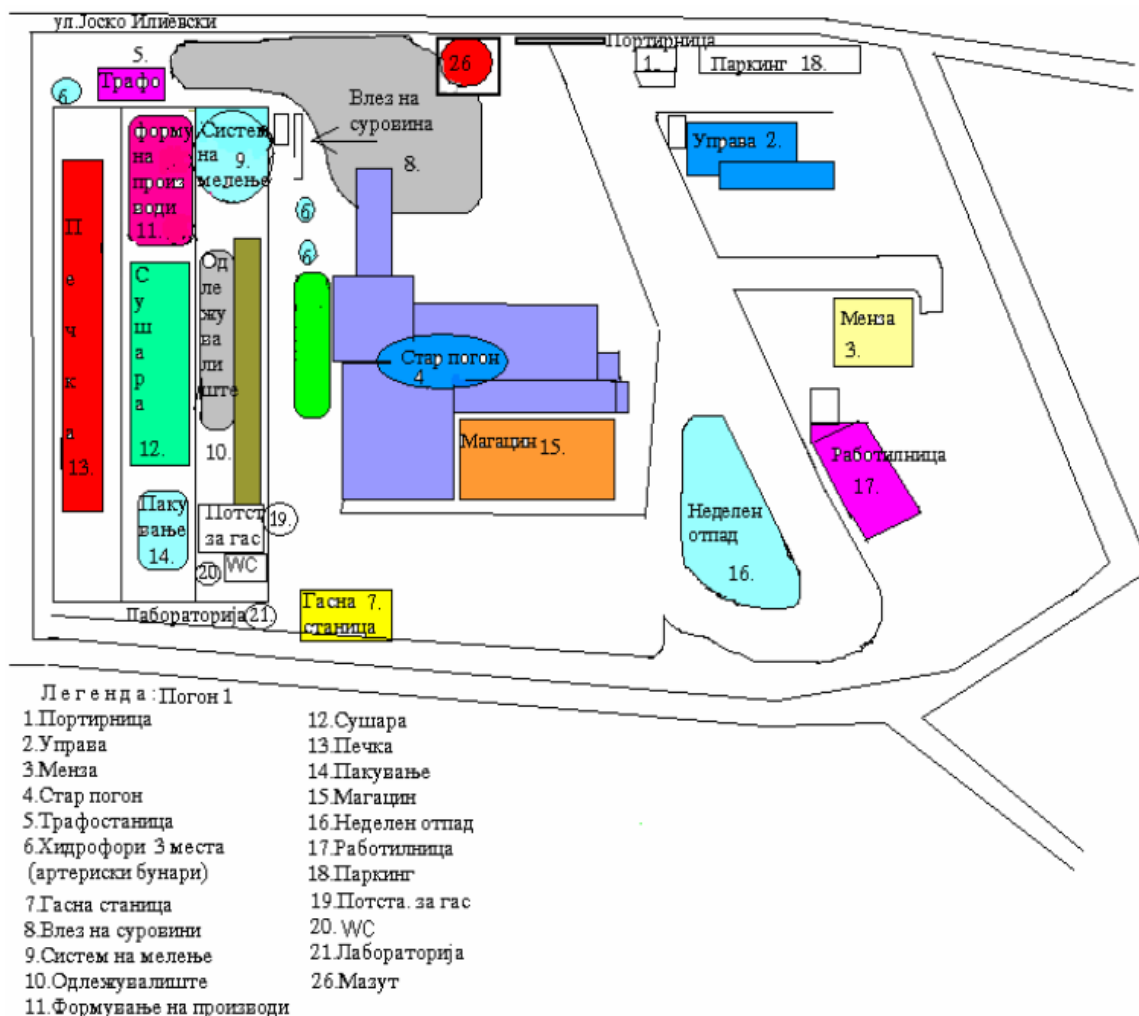 ул.Јоско Илиевски
Портирница
5.
26
1.
Паркинг 18.
Трафо
6
Влез на
суровина
8.
форму
на
произ
води
11.
Систем
9.
на
мелење
Управа 2.
6
6
П
е
ч
к
а
13.
С
у
ш
а
р
а
12.
Од
ле
жу
ва
ли
ште
10.
Менза
3.
Стар погон
4
Магацин 15.
Работилница
17.
Паку
вање
14.
Потст
за гас
19.
20.
WC
Неделен
отпад
16.
Лабораторија 21.
Гасна 7.
станица
Легенда: Погон 1
1.Портирница
2.Управа
3.Менза
4.Стар погон
5.Трафостаница
6.Хидрофори 3 места
(артериски бунари)
7.Гасна станица
8.Влез на суровини
9.Систем на мелење
10.Одлежувалиште
11.Формување на производи
12.Сушара
13.Печка
14.Пакување
15.Магацин
16.Неделен отпад
17.Работилница
18.Паркинг
19.Потста. за гас
20. WC
21.Лабораторија
26.Мазут